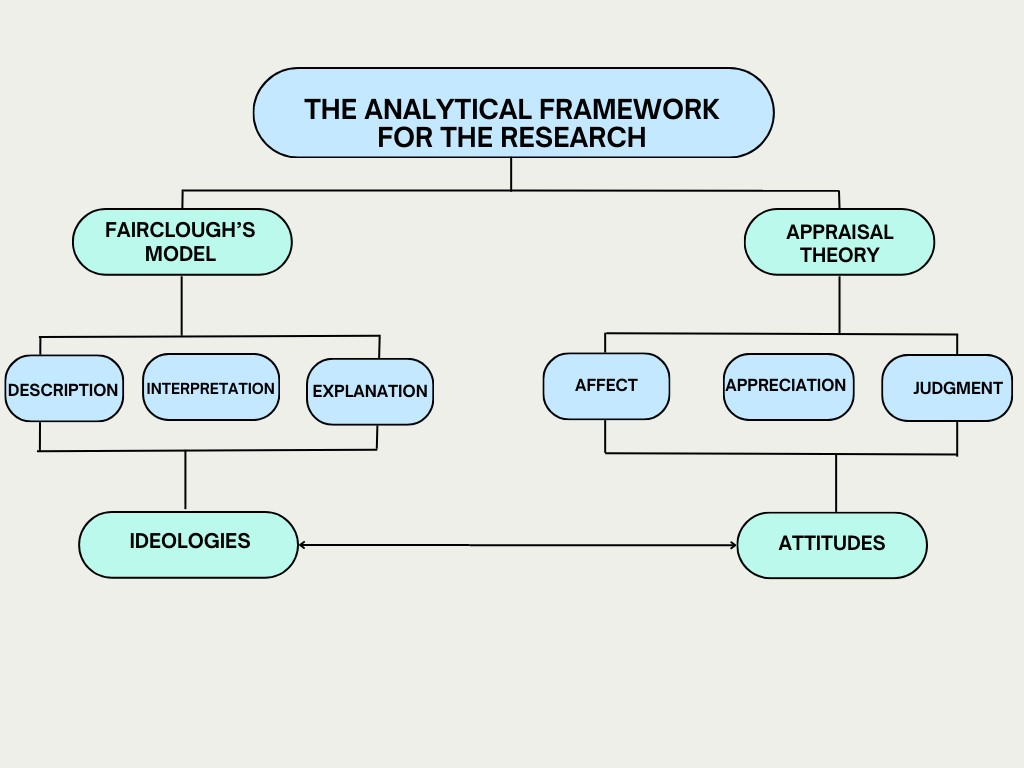 THE ANALYTICAL FRAMEWORK
FOR THE RESEARCH
FAIRCLOUGH'S
MODEL
APPRAISAL
THEORY
DESCRIPTION
INTERPRETATION
EXPLANATION
AFFECT
APPRECIATION
JUDGMENT
IDEOLOGIES
ATTITUDES